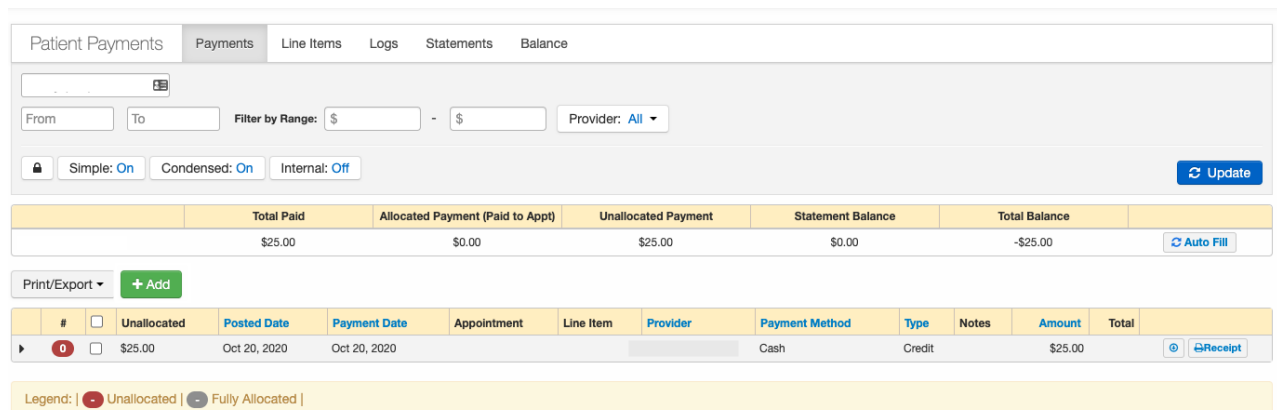 Patient Payments Payments Line Items Logs Statements Balance
From To Filter by Range: $ - $ Provider: All
Simple: On Condensed: On Internal: Off Update
Total Paid Allocated Payment (Paid to Appt) Unallocated Payment Statement Balance Total Balance
$25.00 $0.00 $25.00 $0.00 -$25.00 Auto Fill
Print/Export + Add
# Unallocated Posted Date Payment Date Appointment Line Item Provider Payment Method Type Notes Amount Total
0 $25.00 Oct 20, 2020 Oct 20, 2020 Cash Credit $25.00 Receipt
Legend: | - Unallocated | - Fully Allocated |